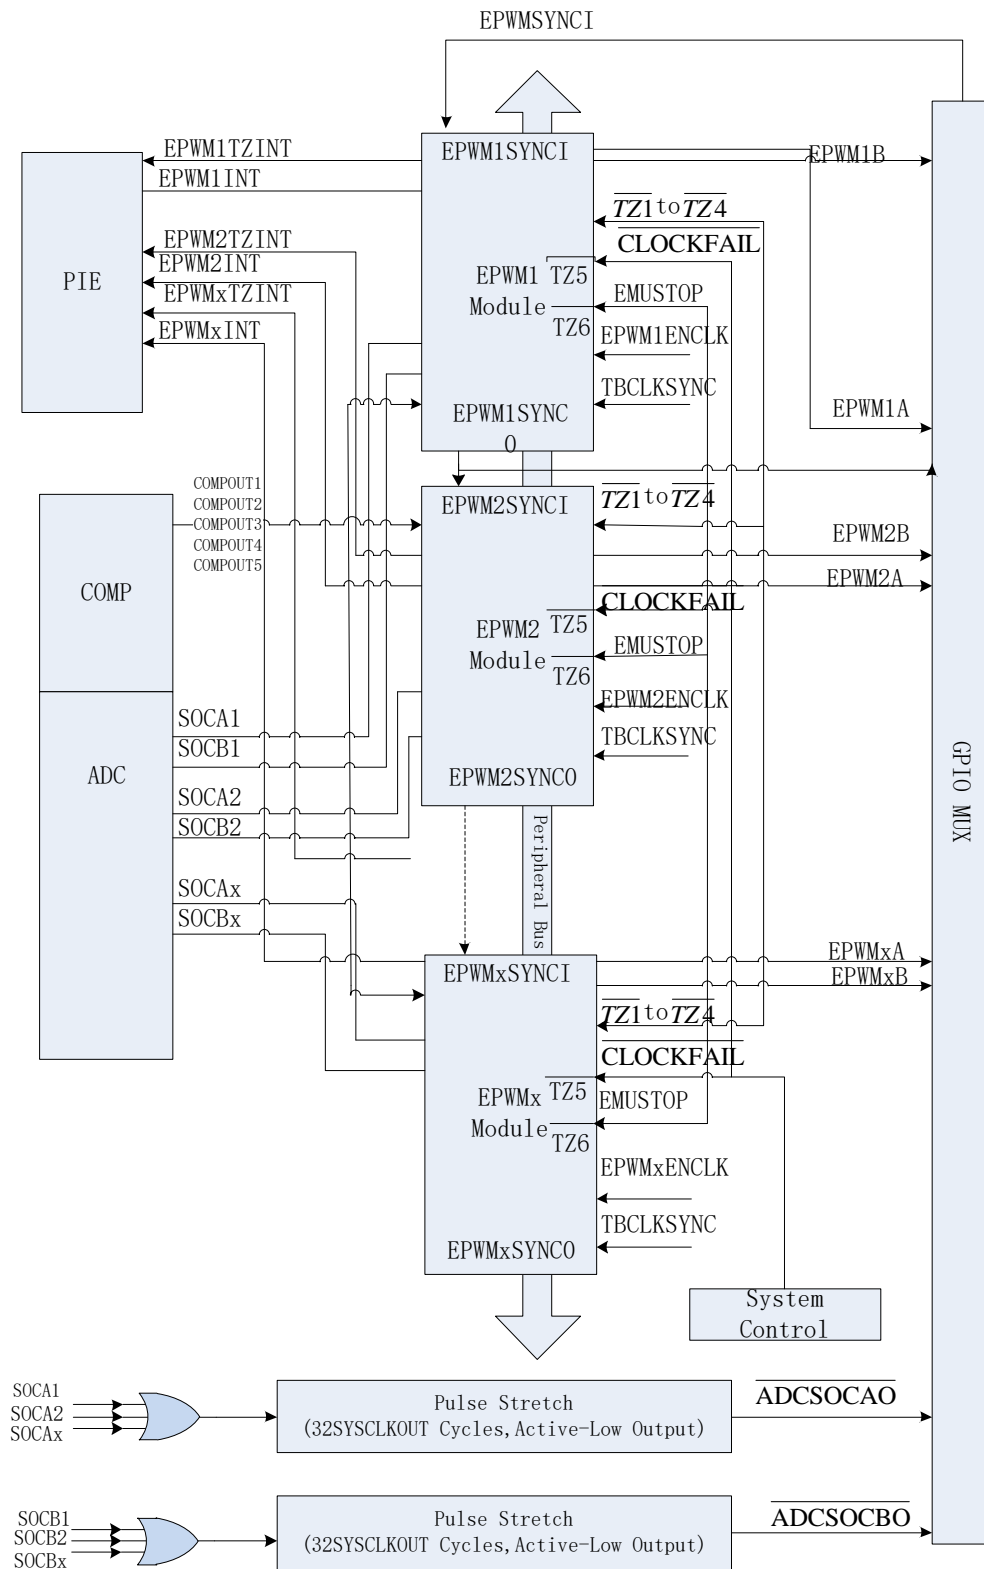 EPWMSYNCI
EPWM1TZINT
EPWM1INT
EPWM2TZINT
EPWM2INT
EPWMxTZINT
EPWMxINT
PIE
EPWM1SYNCI
EPWM1B
TZ1 to TZ4
CLOCKFAIL
EPWM1
Module
TZ5
EMUSTOP
TZ6
EPWM1ENCLK
TBCLKSYNC
EPWM1SYNC
O
EPWM1A
COMPOUT1
COMPOUT2
COMPOUT3
COMPOUT4
COMPOUT5
COMP
EPWM2SYNCI
TZ1 to TZ4
EPWM2B
EPWM2A
CLOCKFAIL
EPWM2
Module
TZ5
EMUSTOP
TZ6
EPWM2ENCLK
TBCLKSYNC
EPWM2SYNCO
GPIO MUX
ADC
SOCA1
SOCB1
SOCA2
SOCB2
SOCAx
SOCBx
Peripheral Bus
EPWMxSYNCI
EPWMxA
EPWMxB
TZ1 to TZ4
CLOCKFAIL
EPWMx
Module
TZ5
EMUSTOP
TZ6
EPWMxENCLK
TBCLKSYNC
EPWMxSYNCO
System
Control
SOCA1
SOCA2
SOCAx
Pulse Stretch
(32SYSCLKOUT Cycles,Active-Low Output)
ADCSOCAO
SOCB1
SOCB2
SOCBx
Pulse Stretch
(32SYSCLKOUT Cycles,Active-Low Output)
ADCSOCBO